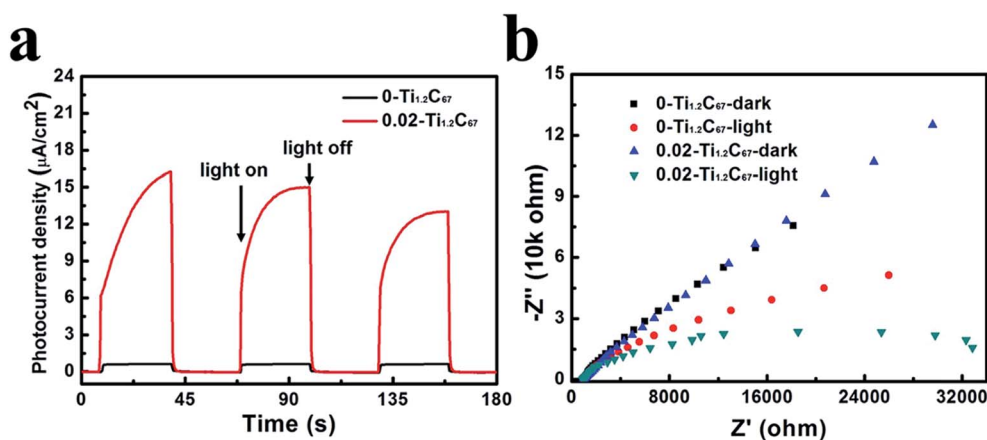 a
24
21
18
15
12
9
6
3
0
0 45 90 135 180
Photocurrent density (μA/cm²)
Time (s)
0-Ti₁.₂C₆₇
0.02-Ti₁.₂C₆₇
light on
light off
b
15
12
9
6
3
0
0 8000 16000 24000 32000
-Z'' (10k ohm)
Z' (ohm)
0-Ti₁.₂C₆₇-dark
0-Ti₁.₂C₆₇-light
0.02-Ti₁.₂C₆₇-dark
0.02-Ti₁.₂C₆₇-light